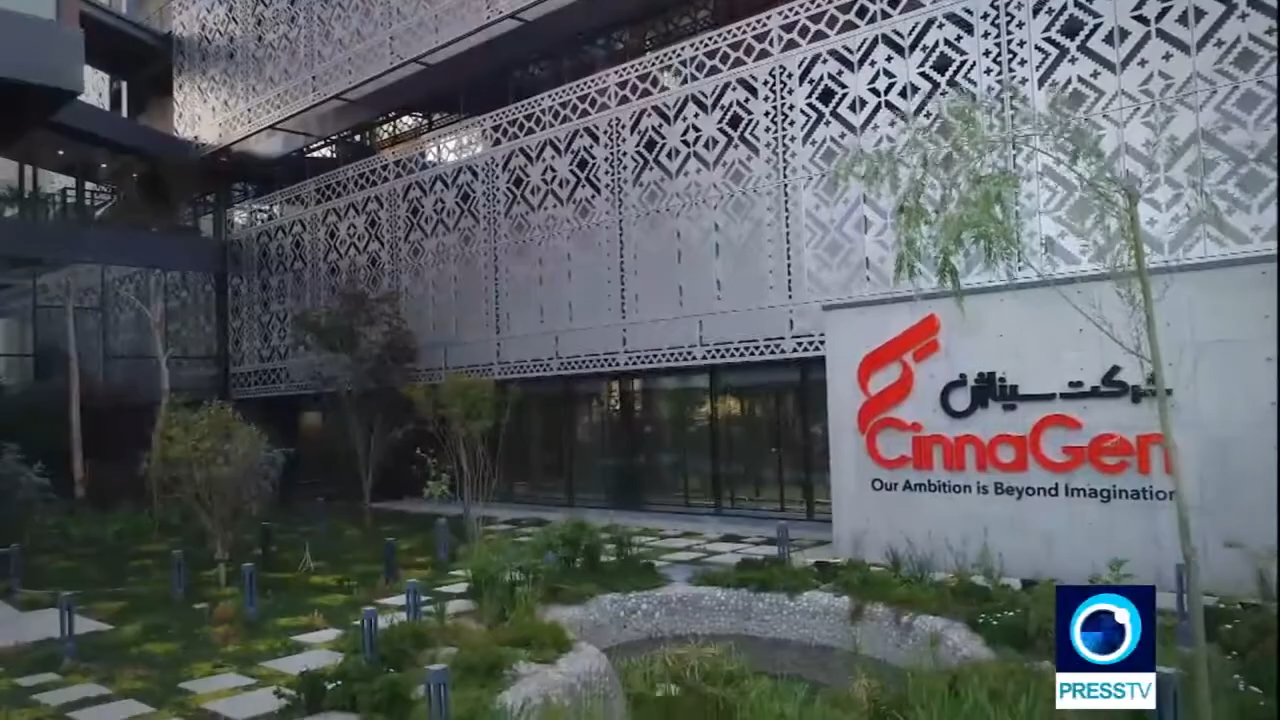 شرکت سیناژن
CinnaGen
Our Ambition is Beyond Imagination
PRESSTV